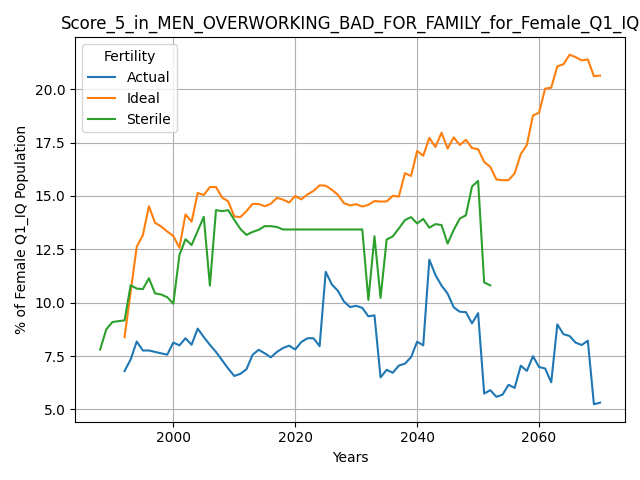 Score_5_in_MEN_OVERWORKING_BAD_FOR_FAMILY_for_Female_Q1_IQ
Fertility
Actual
Ideal
Sterile
% of Female Q1_IQ Population
20.0
17.5
15.0
12.5
10.0
7.5
5.0
2000
2020
2040
2060
Years